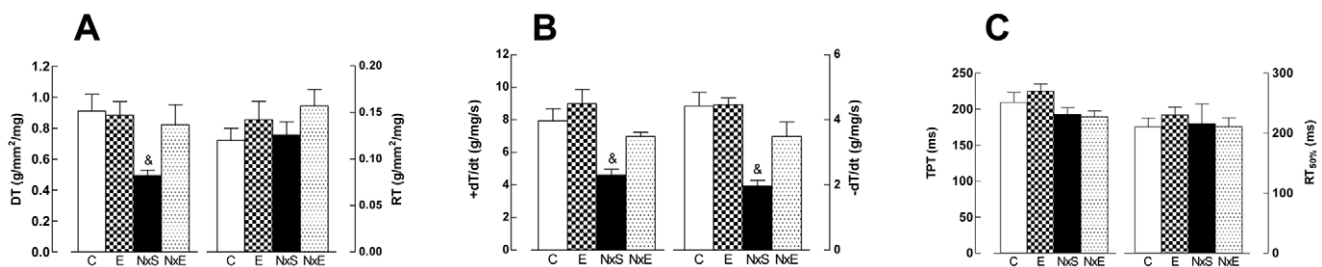 A
B
C
DT (g/mm²/mg)
1.2
1.0
0.8
0.6
0.4
0.2
0.0
&
C E NxS NxE
C E NxS NxE
0.20
0.15
0.10
0.05
0.00
RT (g/mm²/mg)
+dT/dt (g/mg/s)
12
10
8
6
4
2
0
&
&
C E NxS NxE
C E NxS NxE
-6
-4
-2
0
-dT/dt (g/mg/s)
TPT (ms)
250
200
150
100
50
0
C E NxS NxE
C E NxS NxE
300
200
100
0
RT50% (ms)